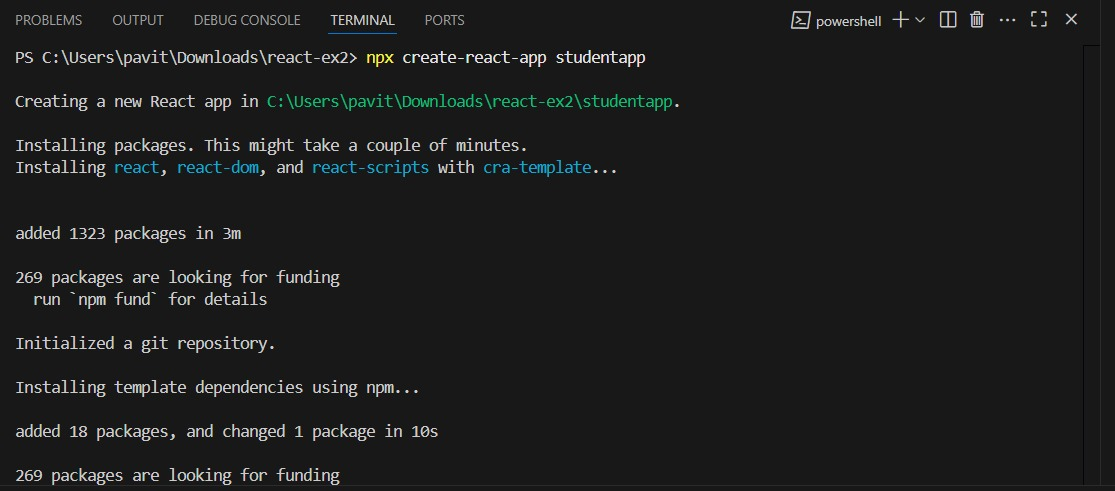 PROBLEMS OUTPUT DEBUG CONSOLE TERMINAL PORTS powershell
PS C:\Users\pavit\Downloads\react-ex2> npx create-react-app studentapp
Creating a new React app in C:\Users\pavit\Downloads\react-ex2\studentapp.
Installing packages. This might take a couple of minutes.
Installing react, react-dom, and react-scripts with cra-template...
added 1323 packages in 3m
269 packages are looking for funding
  run `npm fund` for details
Initialized a git repository.
Installing template dependencies using npm...
added 18 packages, and changed 1 package in 10s
269 packages are looking for funding